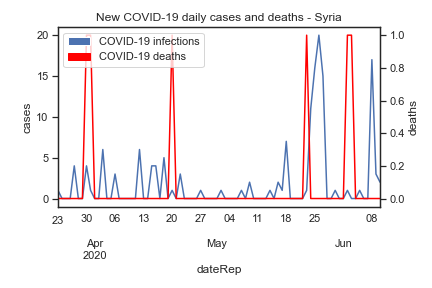 New COVID-19 daily cases and deaths - Syria
COVID-19 infections
COVID-19 deaths
cases
20
15
10
5
0
deaths
1.0
0.8
0.6
0.4
0.2
0.0
23 30 06 13 20 27 04 11 18 25 08
Apr May Jun
2020
dateRep